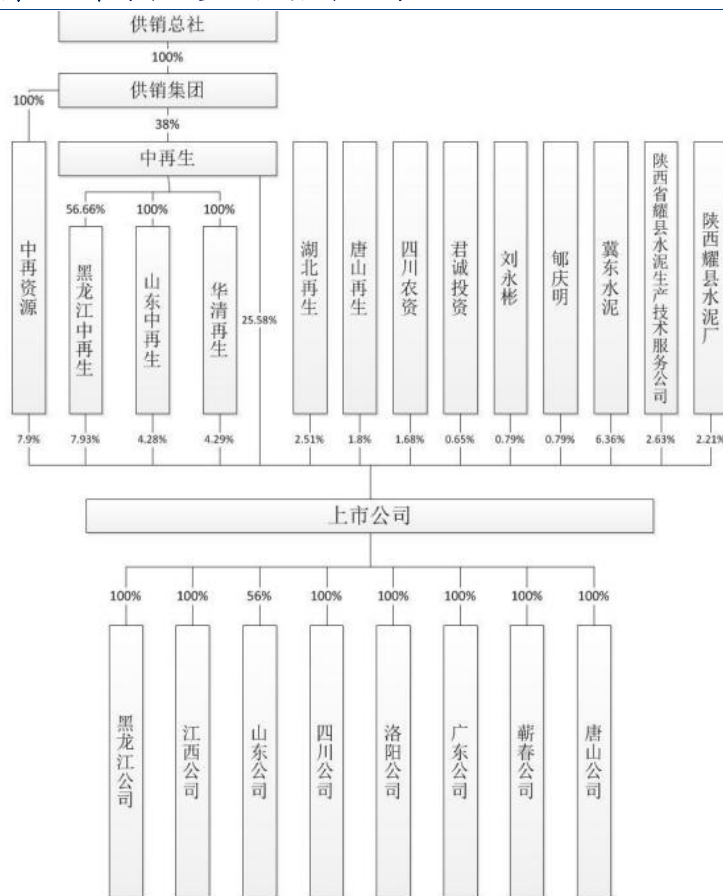 供销总社
100%
供销集团
100%
38%
中再生
56.66%
100%
100%
中再资源
黑龙江中再生
山东中再生
华清再生
25.58%
湖北再生
唐山再生
四川农资
君诚投资
刘永彬
郇庆明
冀东水泥
陕西省耀县水泥生产技术服务公司
陕西耀县水泥厂
7.9%
7.93%
4.28%
4.29%
2.51%
1.8%
1.68%
0.65%
0.79%
0.79%
6.36%
2.63%
2.21%
上市公司
100%
100%
56%
100%
100%
100%
100%
100%
黑龙江公司
江西公司
山东公司
四川公司
洛阳公司
广东公司
蕲春公司
唐山公司